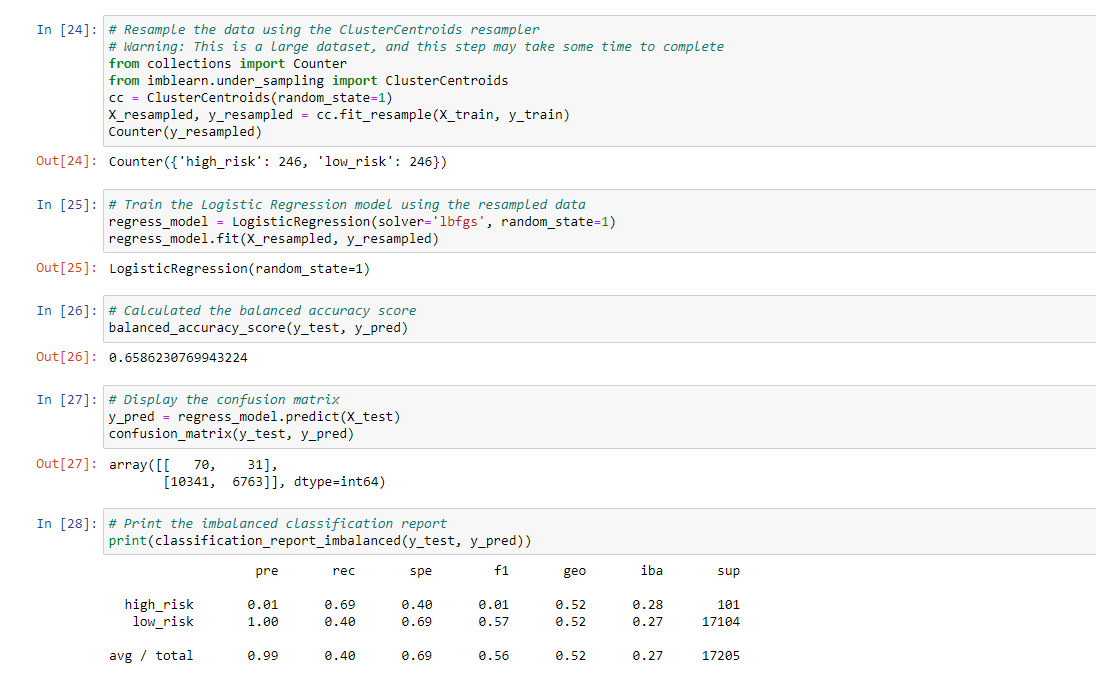 In [24]: # Resample the data using the ClusterCentroids resampler
# Warning: This is a large dataset, and this step may take some time to complete
from collections import Counter
from imblearn.under_sampling import ClusterCentroids
cc = ClusterCentroids(random_state=1)
X_resampled, y_resampled = cc.fit_resample(X_train, y_train)
Counter(y_resampled)
Out[24]: Counter({'high_risk': 246, 'low_risk': 246})
In [25]: # Train the Logistic Regression model using the resampled data
regress_model = LogisticRegression(solver='lbfgs', random_state=1)
regress_model.fit(X_resampled, y_resampled)
Out[25]: LogisticRegression(random_state=1)
In [26]: # Calculated the balanced accuracy score
balanced_accuracy_score(y_test, y_pred)
Out[26]: 0.6586230769943224
In [27]: # Display the confusion matrix
y_pred = regress_model.predict(X_test)
confusion_matrix(y_test, y_pred)
Out[27]: array([[   70,    31],
[10341,  6763]], dtype=int64)
In [28]: # Print the imbalanced classification report
print(classification_report_imbalanced(y_test, y_pred))
pre rec spe f1 geo iba sup
high_risk 0.01 0.69 0.40 0.01 0.52 0.28 101
low_risk 1.00 0.40 0.69 0.57 0.52 0.27 17104
avg / total 0.99 0.40 0.69 0.56 0.52 0.27 17205